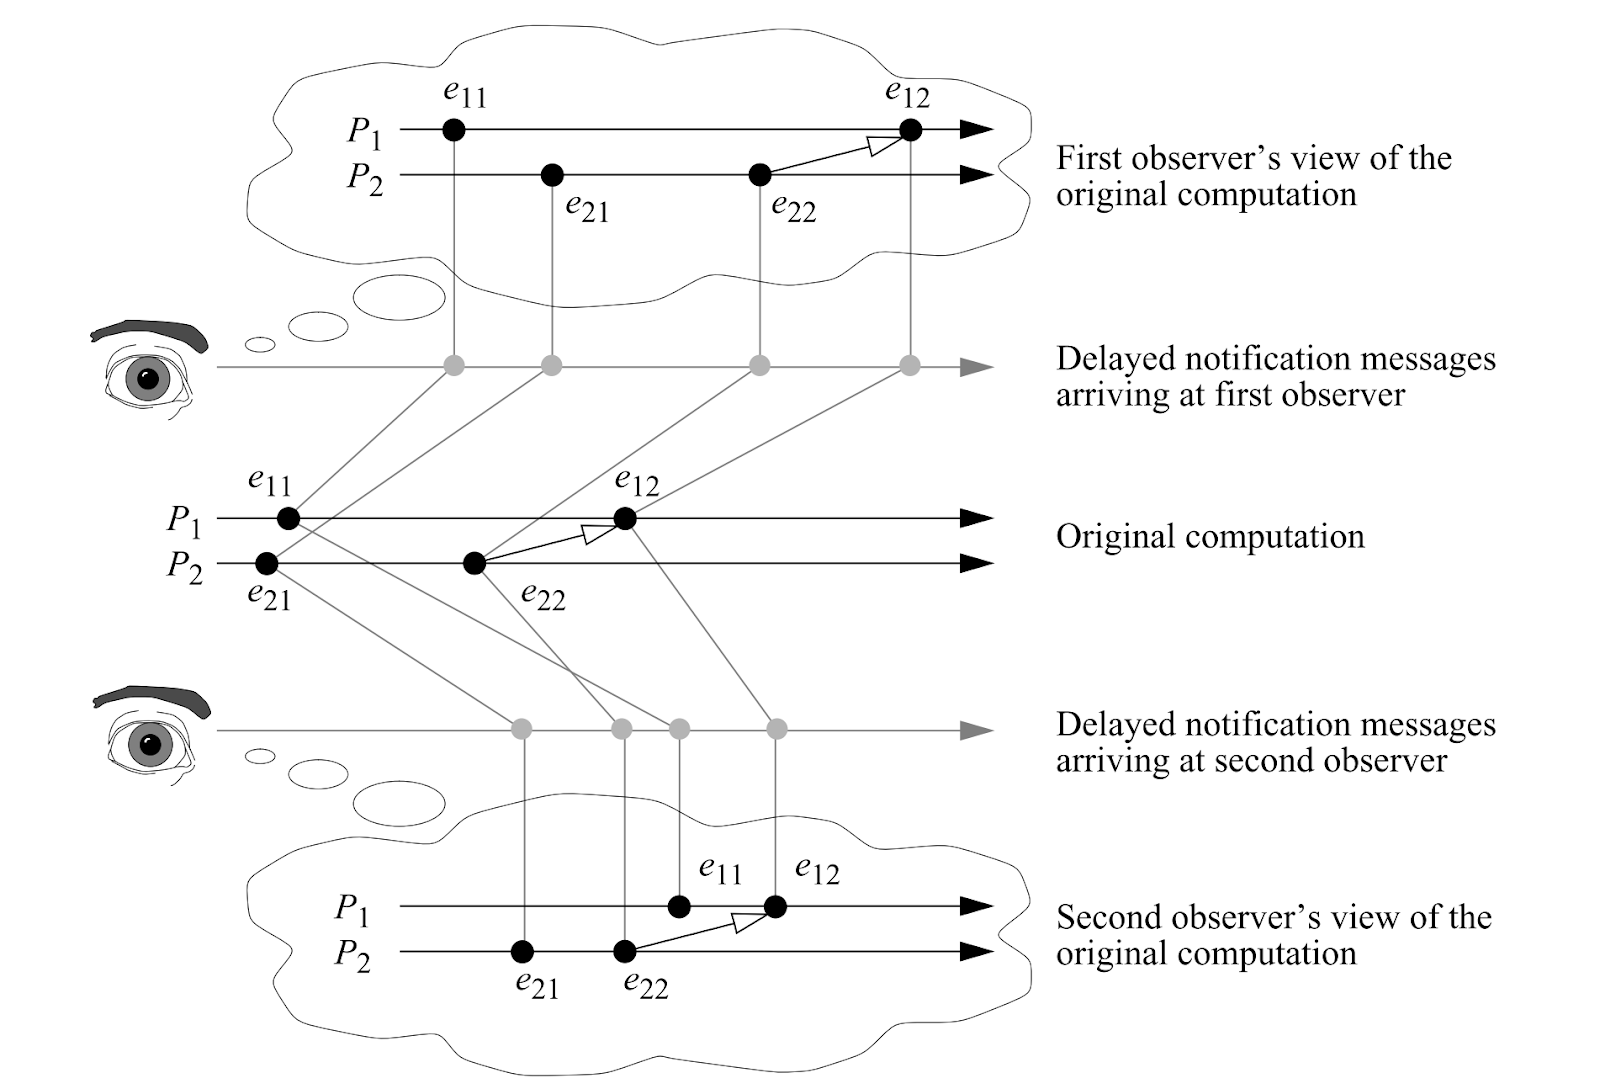 e11 e12
P1
P2
e21 e22
First observer’s view of the
original computation
Delayed notification messages
arriving at first observer
e11 e12
P1
P2
e21 e22
Original computation
Delayed notification messages
arriving at second observer
e11 e12
P1
P2
e21 e22
Second observer’s view of the
original computation